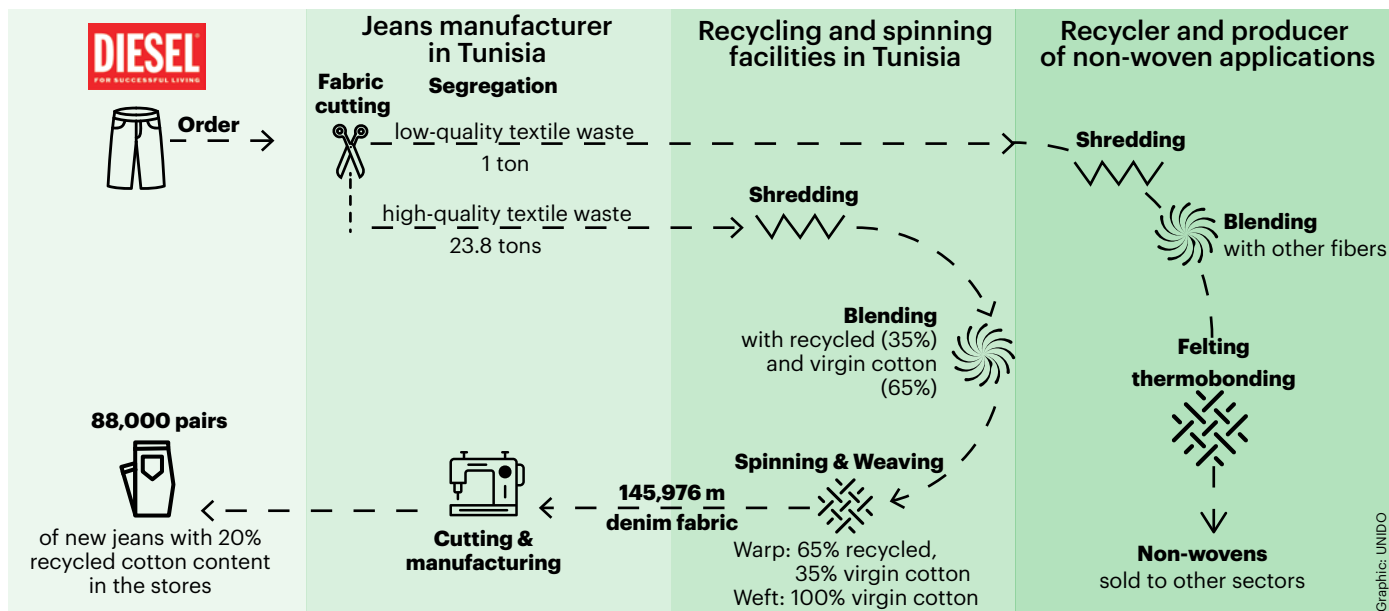 DIESEL
FOR SUCCESSFUL LIVING
Order
Jeans manufacturer
in Tunisia
Fabric
cutting
Segregation
low-quality textile waste
1 ton
high-quality textile waste
23.8 tons
Recycling and spinning
facilities in Tunisia
Shredding
Blending
with recycled (35%)
and virgin cotton
(65%)
Spinning & Weaving
Warp: 65% recycled,
35% virgin cotton
Weft: 100% virgin cotton
145,976 m
denim fabric
Cutting &
manufacturing
88,000 pairs
of new jeans with 20%
recycled cotton content
in the stores
Recycler and producer
of non-woven applications
Shredding
Blending
with other fibers
Felting
thermobonding
Non-wovens
sold to other sectors
Graphic: UNIDO